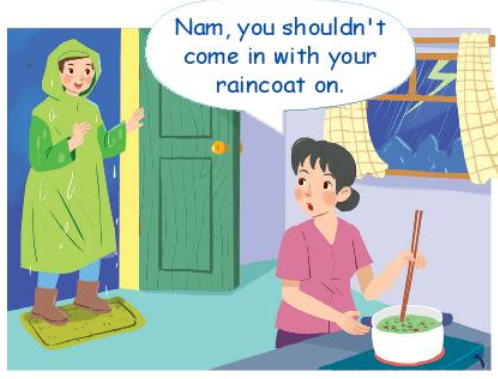 Nam, you shouldn't
come in with your
raincoat on.